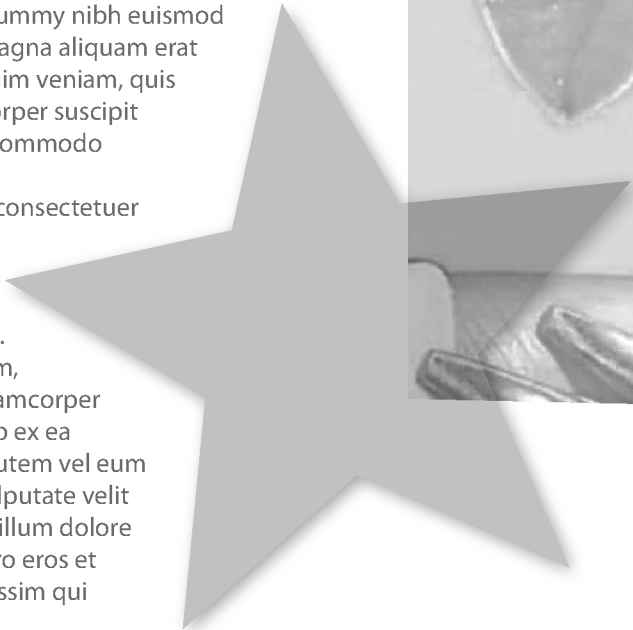 ummy nibh euismod
agna aliquam erat
im veniam, quis
rper suscipit
commodo
consectetuer
.
m,
amcorper
o ex ea
utem vel eum
lputate velit
illum dolore
ro eros et
ssim qui